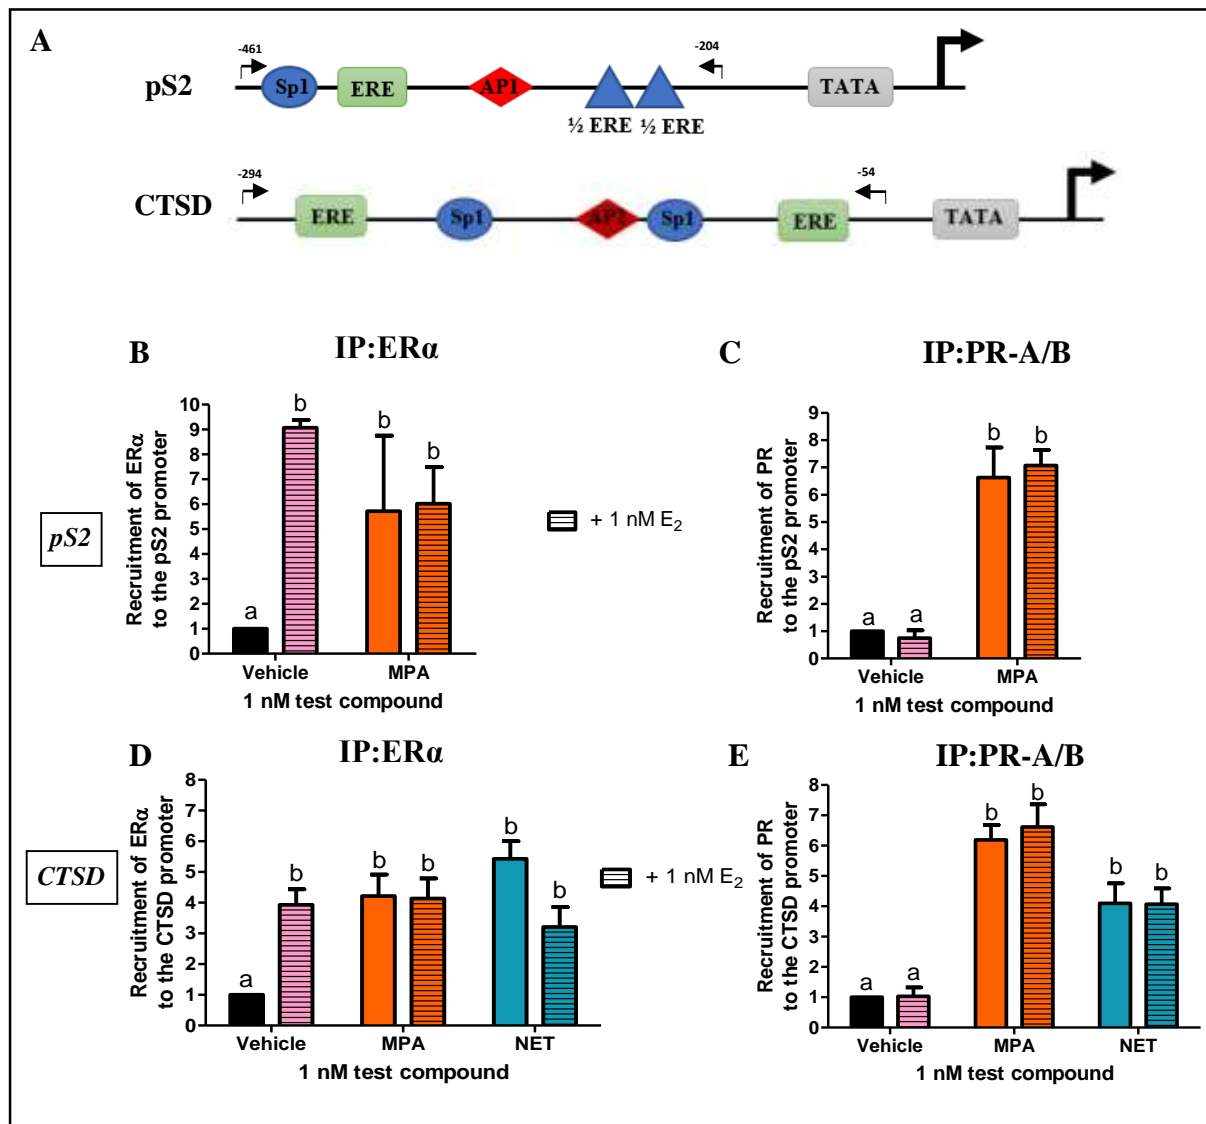 A
pS2
-461
Sp1
ERE
AP1
½ ERE
½ ERE
-204
TATA
CTSD
-294
ERE
Sp1
AP2
Sp1
ERE
-54
TATA
B
IP:ERα
Recruitment of ERα
to the pS2 promoter
10
9
8
7
6
5
4
3
2
1
0
a
b
b
b
Vehicle
MPA
1 nM test compound
pS2
+ 1 nM E₂
C
IP:PR-A/B
Recruitment of PR
to the pS2 promoter
9
8
7
6
5
4
3
2
1
0
a
a
b
b
Vehicle
MPA
1 nM test compound
D
IP:ERα
Recruitment of ERα
to the CTSD promoter
8
7
6
5
4
3
2
1
0
a
b
b
b
b
b
Vehicle
MPA
NET
1 nM test compound
CTSD
+ 1 nM E₂
E
IP:PR-A/B
Recruitment of PR
to the CTSD promoter
8
7
6
5
4
3
2
1
0
a
a
b
b
b
b
Vehicle
MPA
NET
1 nM test compound